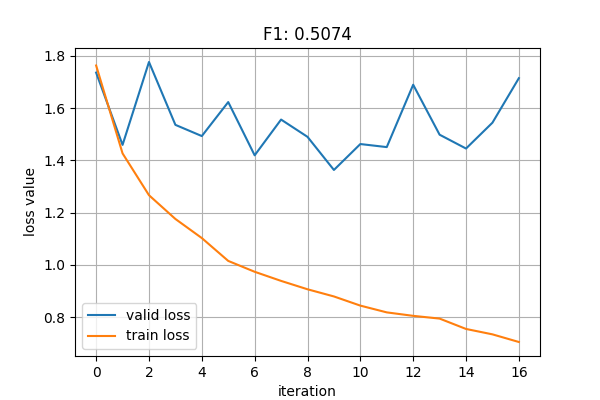 F1: 0.5074
loss value
1.8
1.6
1.4
1.2
1.0
0.8
valid loss
train loss
0 2 4 6 8 10 12 14 16
iteration